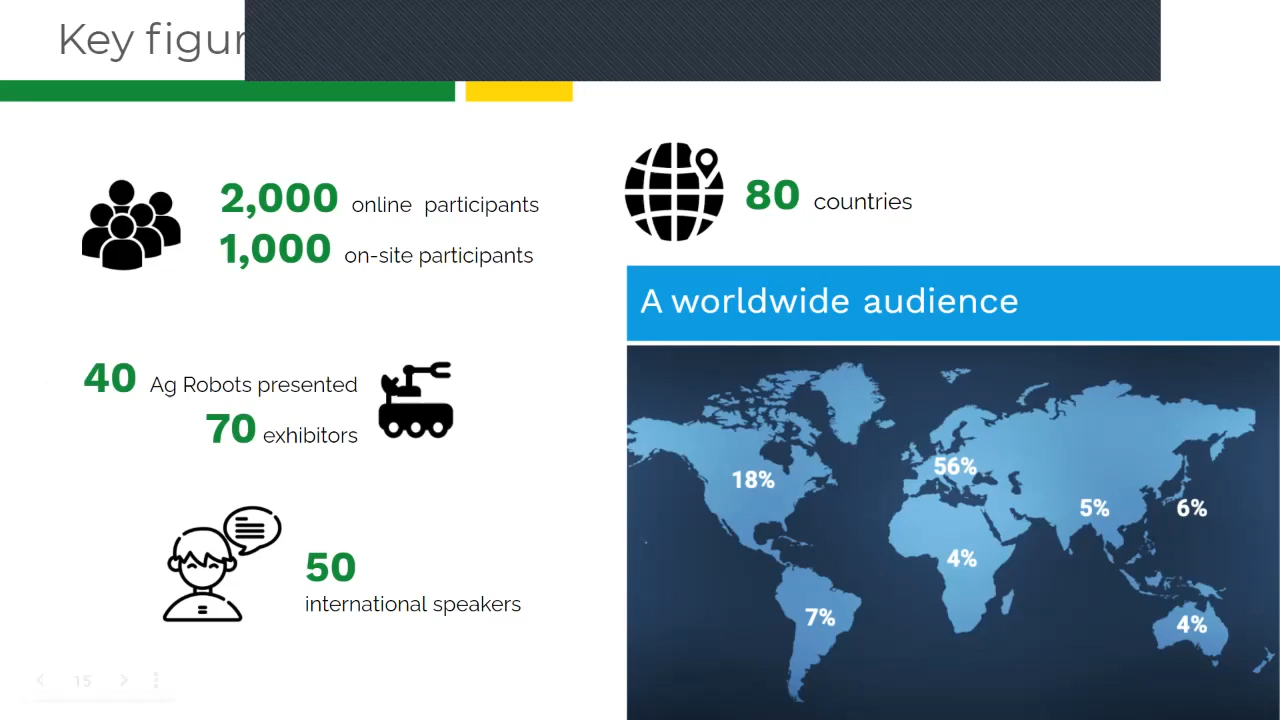 Key figur
2,000 online participants
1,000 on-site participants
40 Ag Robots presented
70 exhibitors
50
international speakers
80 countries
A worldwide audience
18%
56%
5%
6%
4%
7%
4%
15